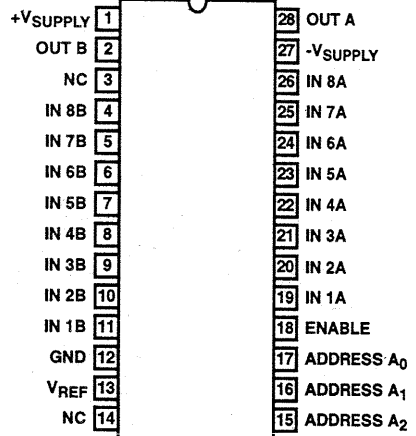 +VSUPPLY 1 28 OUT A
OUT B 2 27 -VSUPPLY
NC 3 26 IN 8A
IN 8B 4 25 IN 7A
IN 7B 5 24 IN 6A
IN 6B 6 23 IN 5A
IN 5B 7 22 IN 4A
IN 4B 8 21 IN 3A
IN 3B 9 20 IN 2A
IN 2B 10 19 IN 1A
IN 1B 11 18 ENABLE
GND 12 17 ADDRESS A0
VREF 13 16 ADDRESS A1
NC 14 15 ADDRESS A2